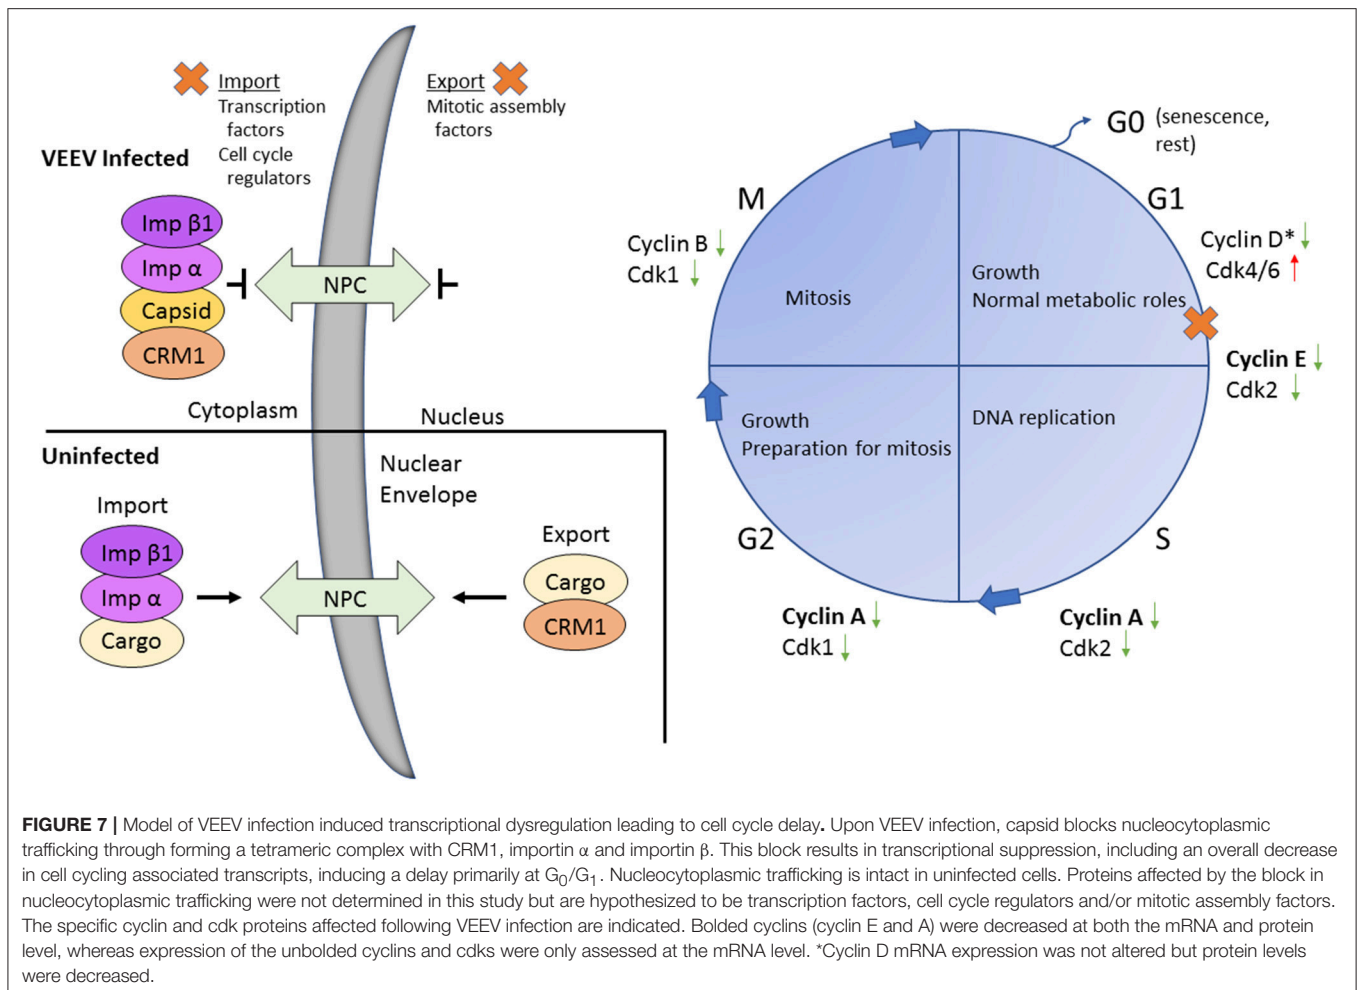 Import
Transcription
factors
Cell cycle
regulators
Export
Mitotic assembly
factors
VEEV Infected
Imp β1
Imp α
Capsid
CRM1
NPC
Cytoplasm
Nucleus
Uninfected
Nuclear
Envelope
Import
Imp β1
Imp α
Cargo
NPC
Export
Cargo
CRM1
G0 (senescence,
rest)
G1
Cyclin D*
Cdk4/6
Growth
Normal metabolic roles
Cyclin E
Cdk2
DNA replication
S
Cyclin A
Cdk2
Cyclin A
Cdk1
G2
Growth
Preparation for mitosis
M
Cyclin B
Cdk1
Mitosis
FIGURE 7 | Model of VEEV infection induced transcriptional dysregulation leading to cell cycle delay. Upon VEEV infection, capsid blocks nucleocytoplasmic
trafficking through forming a tetrameric complex with CRM1, importin α and importin β. This block results in transcriptional suppression, including an overall decrease
in cell cycling associated transcripts, inducing a delay primarily at G0/G1. Nucleocytoplasmic trafficking is intact in uninfected cells. Proteins affected by the block in
nucleocytoplasmic trafficking were not determined in this study but are hypothesized to be transcription factors, cell cycle regulators and/or mitotic assembly factors.
The specific cyclin and cdk proteins affected following VEEV infection are indicated. Bolded cyclins (cyclin E and A) were decreased at both the mRNA and protein
level, whereas expression of the unbolded cyclins and cdks were only assessed at the mRNA level. *Cyclin D mRNA expression was not altered but protein levels
were decreased.